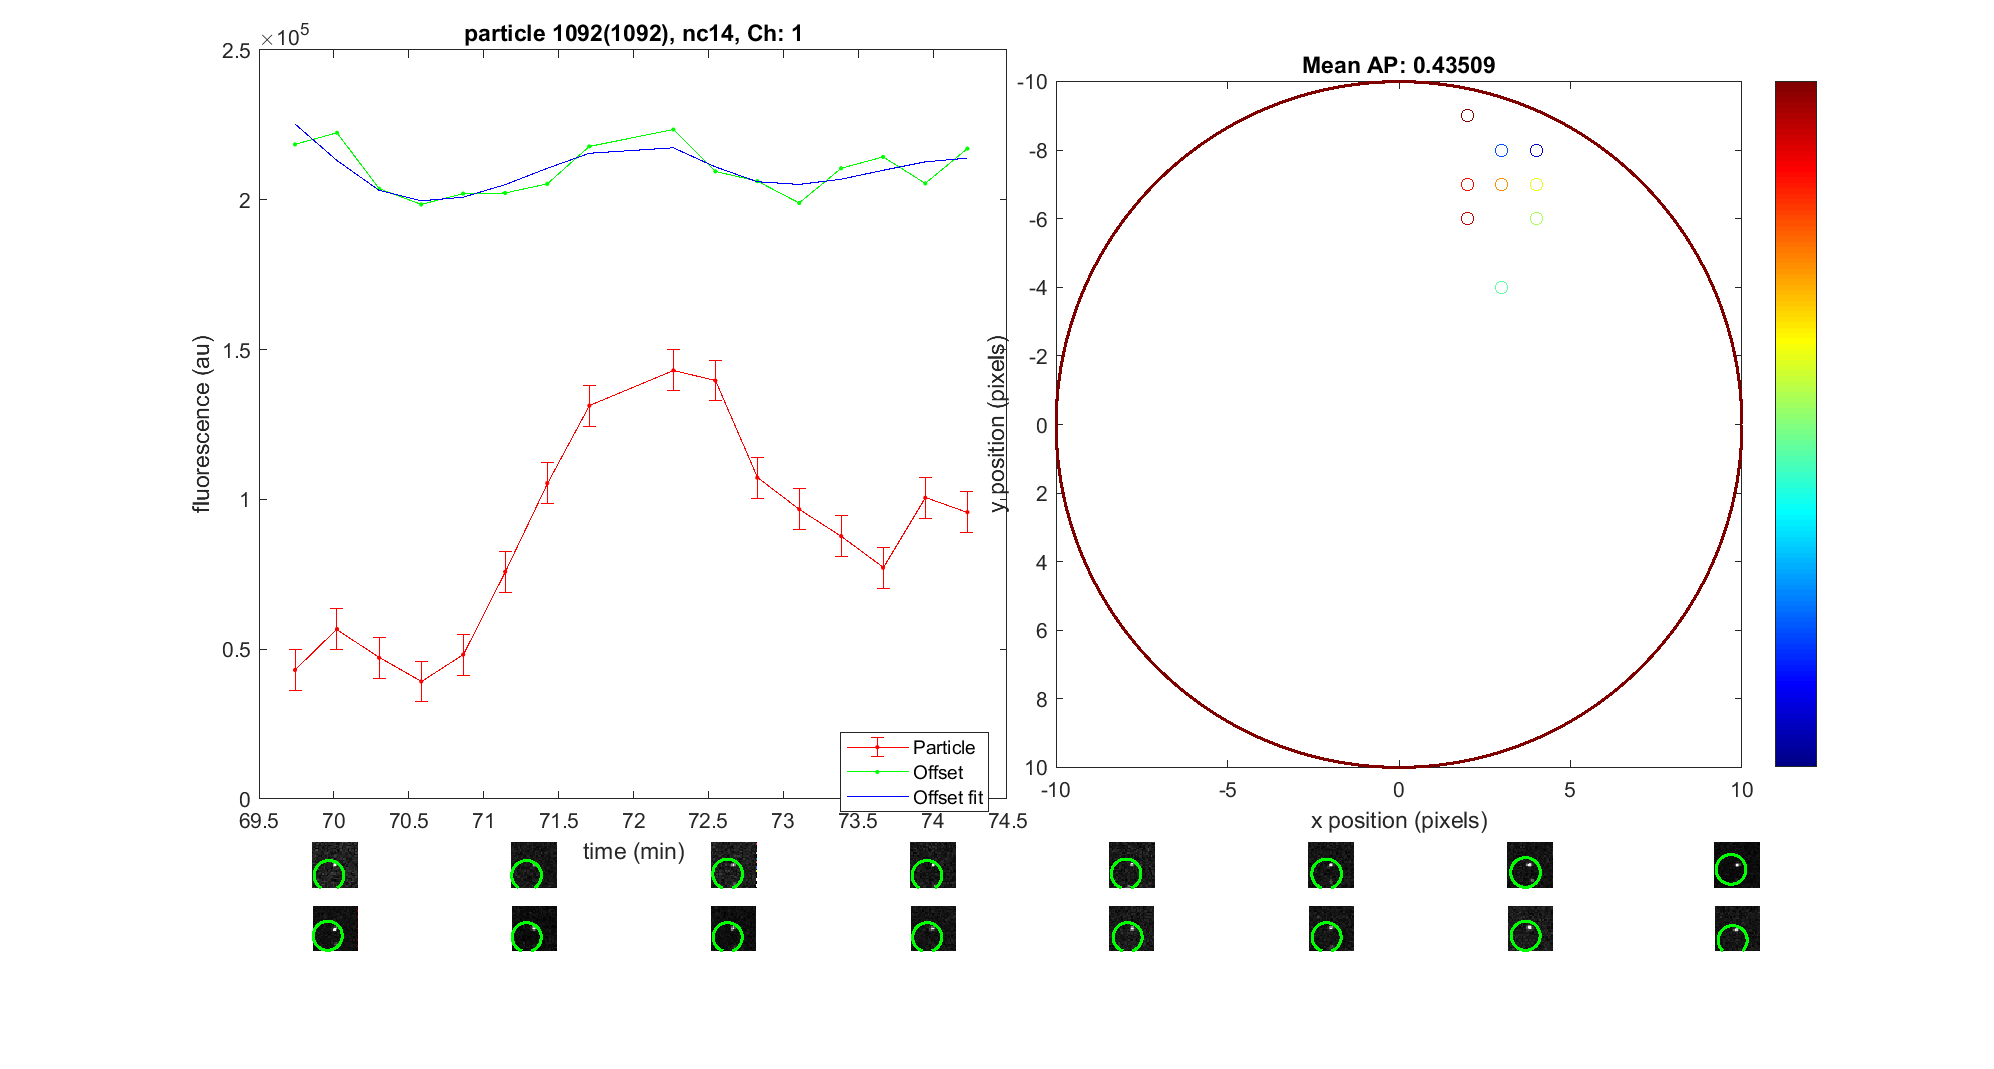 particle 1092(1092), nc14, Ch: 1
×10^5
2.5
2
1.5
1
0.5
0
fluorescence (au)
69.5 70 70.5 71 71.5 72 72.5 73 73.5 74 74.5
time (min)
Particle
Offset
Offset fit
Mean AP: 0.43509
-10
-8
-6
-4
-2
0
2
4
6
8
10
y position (pixels)
-10 -5 0 5 10
x position (pixels)